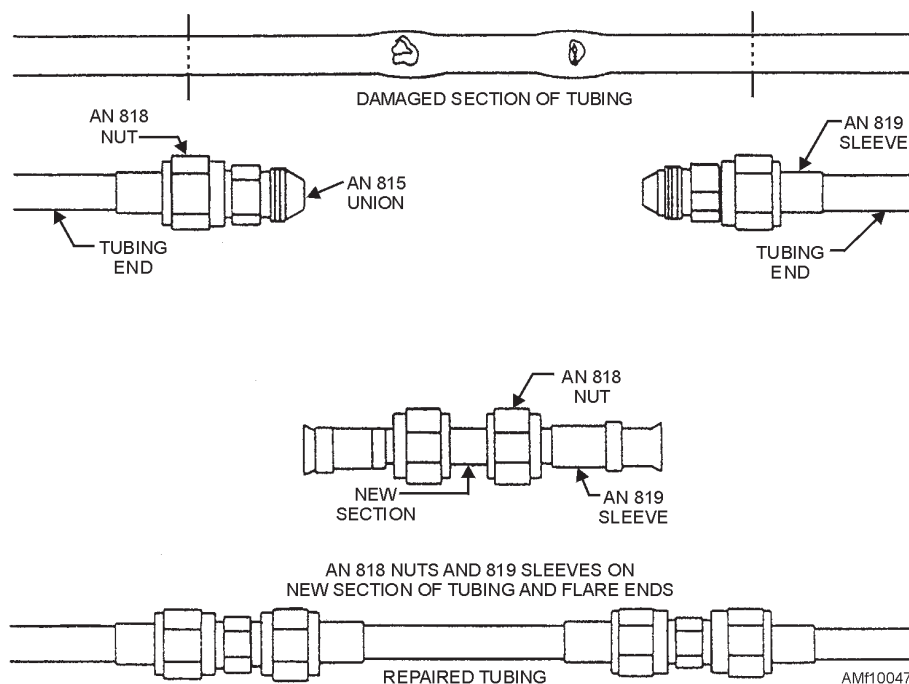 DAMAGED SECTION OF TUBING
AN 818
NUT
AN 815
UNION
TUBING
END
AN 819
SLEEVE
TUBING
END
AN 818
NUT
NEW
SECTION
AN 819
SLEEVE
AN 818 NUTS AND 819 SLEEVES ON
NEW SECTION OF TUBING AND FLARE ENDS
REPAIRED TUBING
AMf10047